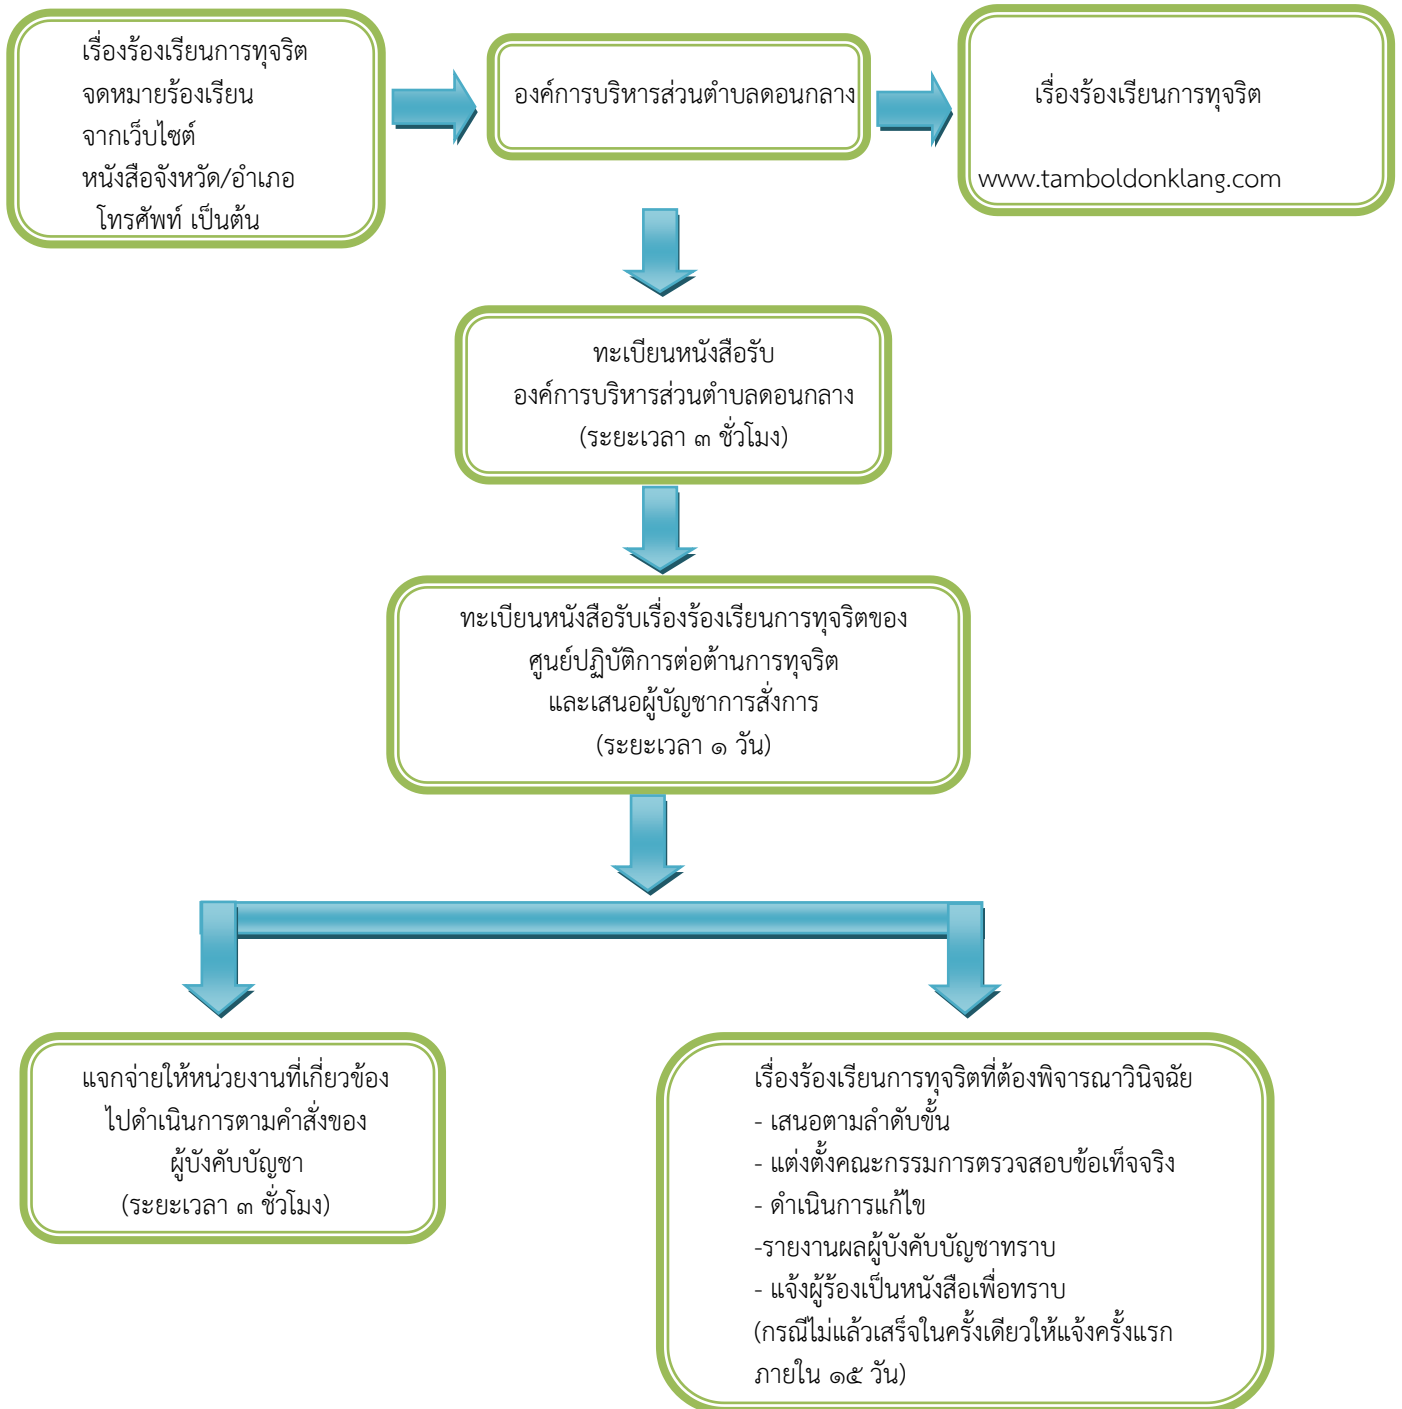 เรื่องร้องเรียนการทุจริต
จดหมายร้องเรียน
จากเว็บไซต์
หนังสือจังหวัด/อำเภอ
โทรศัพท์ เป็นต้น
องค์การบริหารส่วนตำบลดอนกลาง
เรื่องร้องเรียนการทุจริต
www.tamboldonklang.com
ทะเบียนหนังสือรับ
องค์การบริหารส่วนตำบลดอนกลาง
(ระยะเวลา ๓ ชั่วโมง)
ทะเบียนหนังสือรับเรื่องร้องเรียนการทุจริตของ
ศูนย์ปฏิบัติการต่อต้านการทุจริต
และเสนอผู้บัญชาการสั่งการ
(ระยะเวลา ๑ วัน)
แจกจ่ายให้หน่วยงานที่เกี่ยวข้อง
ไปดำเนินการตามคำสั่งของ
ผู้บังคับบัญชา
(ระยะเวลา ๓ ชั่วโมง)
เรื่องร้องเรียนการทุจริตที่ต้องพิจารณาวินิจฉัย
- เสนอตามลำดับขั้น
- แต่งตั้งคณะกรรมการตรวจสอบข้อเท็จจริง
- ดำเนินการแก้ไข
-รายงานผลผู้บังคับบัญชาทราบ
- แจ้งผู้ร้องเป็นหนังสือเพื่อทราบ
(กรณีไม่แล้วเสร็จในครั้งเดียวให้แจ้งครั้งแรก
ภายใน ๑๕ วัน)